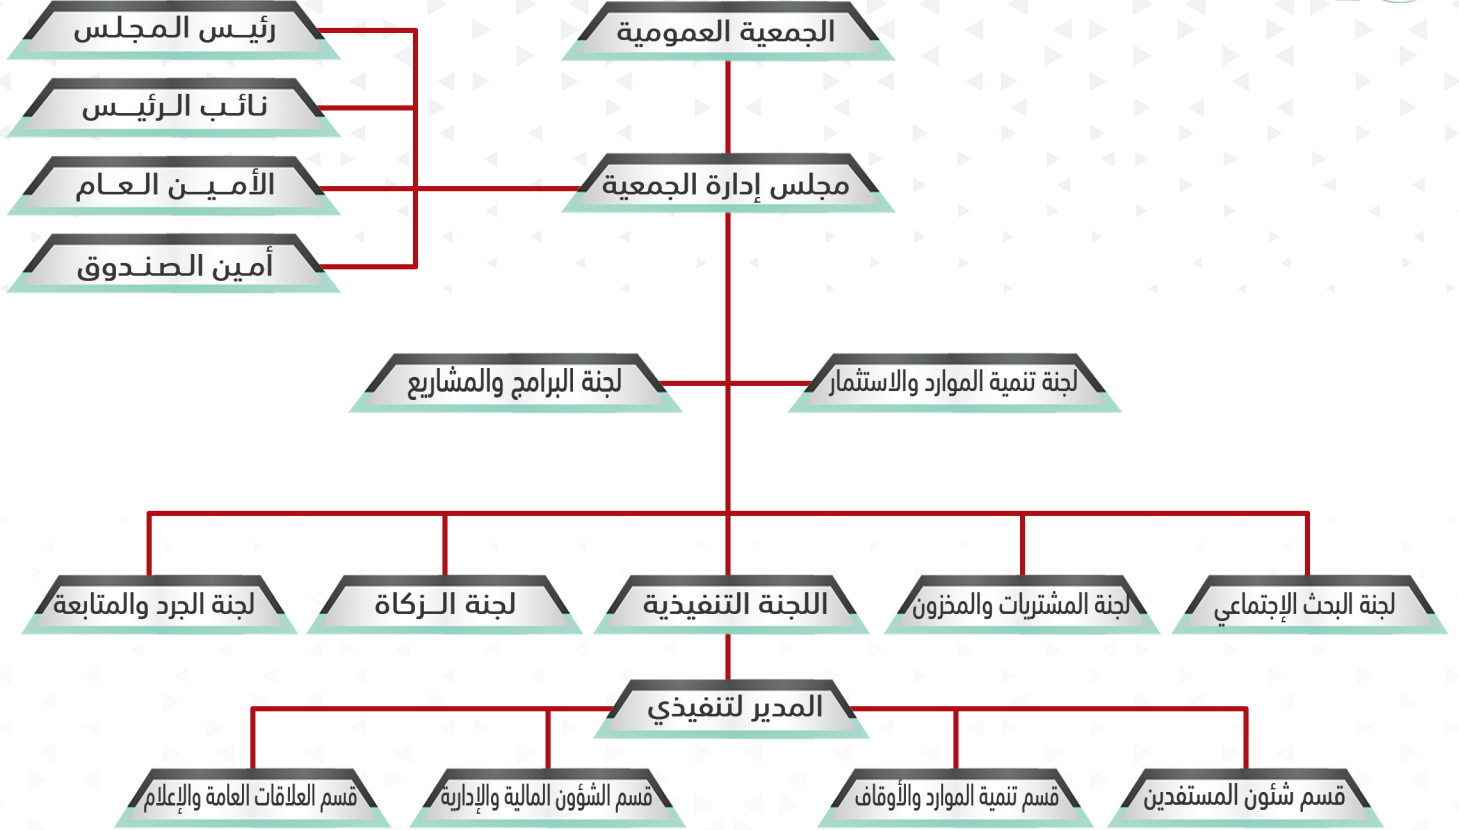 الجمعية العمومية
رئيس المجلس
نائب الرئيس
مجلس إدارة الجمعية
الأمين العام
أمين الصندوق
لجنة تنمية الموارد والاستثمار
لجنة البرامج والمشاريع
لجنة البحث الإجتماعي
لجنة المشتريات والمخزون
اللجنة التنفيذية
لجنة الزكاة
لجنة الجرد والمتابعة
المدير لتنفيذي
قسم شئون المستفدين
قسم تنمية الموارد والأوقاف
قسم الشؤون المالية والإدارية
قسم العلاقات العامة والإعلام